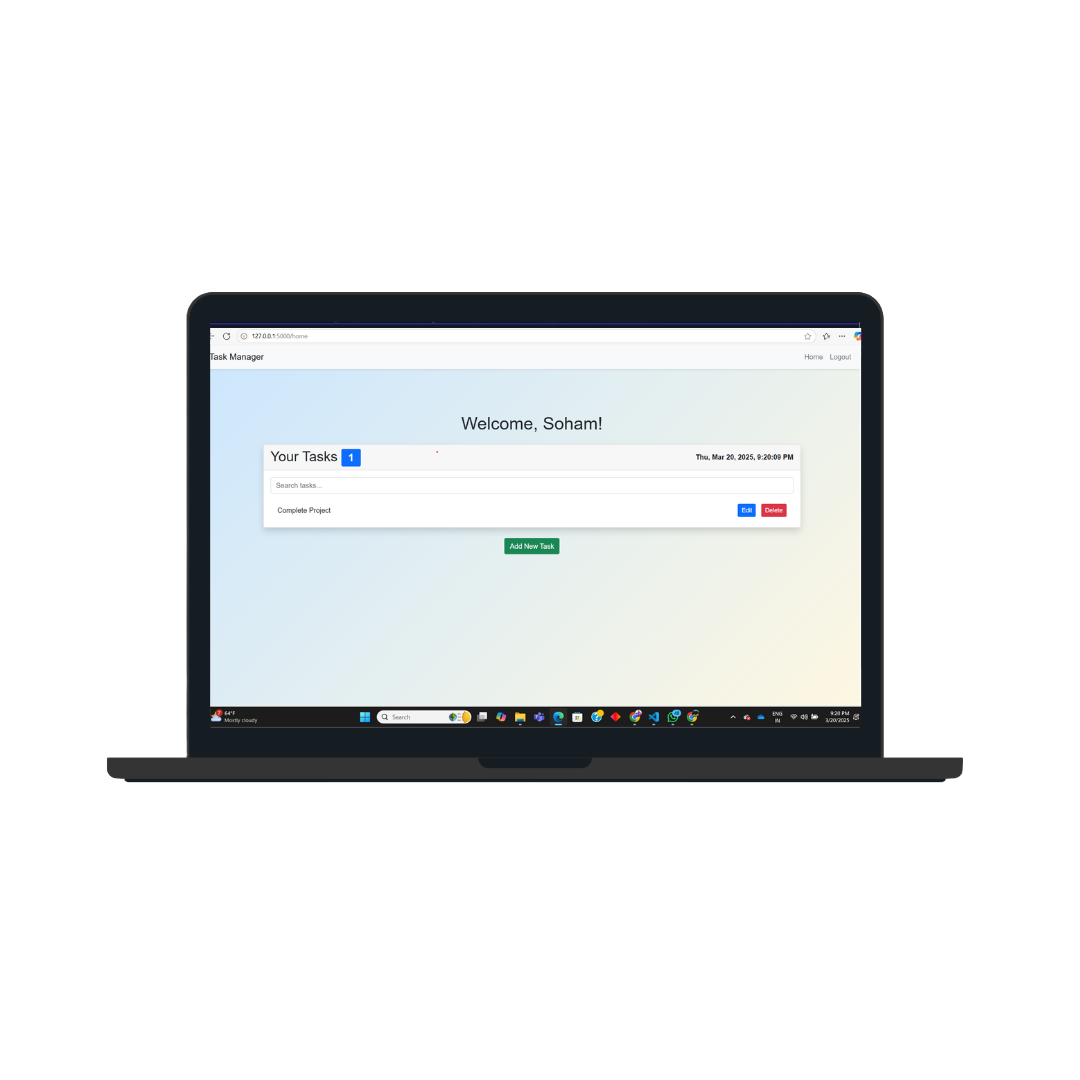 127.0.0.1:5000/home
Task Manager
Home Logout
Welcome, Soham!
Your Tasks 1
Thu, Mar 20, 2025, 9:20:09 PM
Search tasks...
Complete Project
Edit Delete
Add New Task
64°F
Mostly cloudy
Search
ENG
IN
9:20 PM
3/20/2025